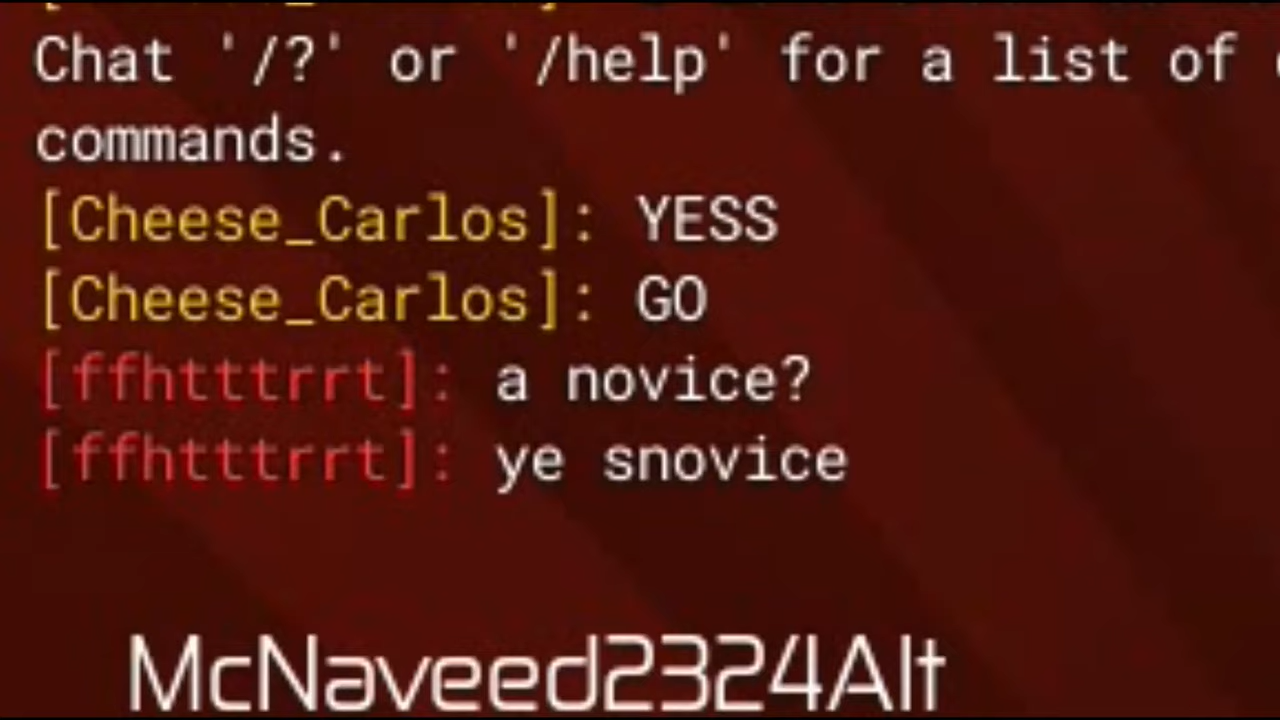 Chat '/?' or '/help' for a list of
commands.
[Cheese_Carlos]: YESS
[Cheese_Carlos]: GO
[ffhtttrrt]: a novice?
[ffhtttrrt]: ye snovice
McNaveed2324Alt